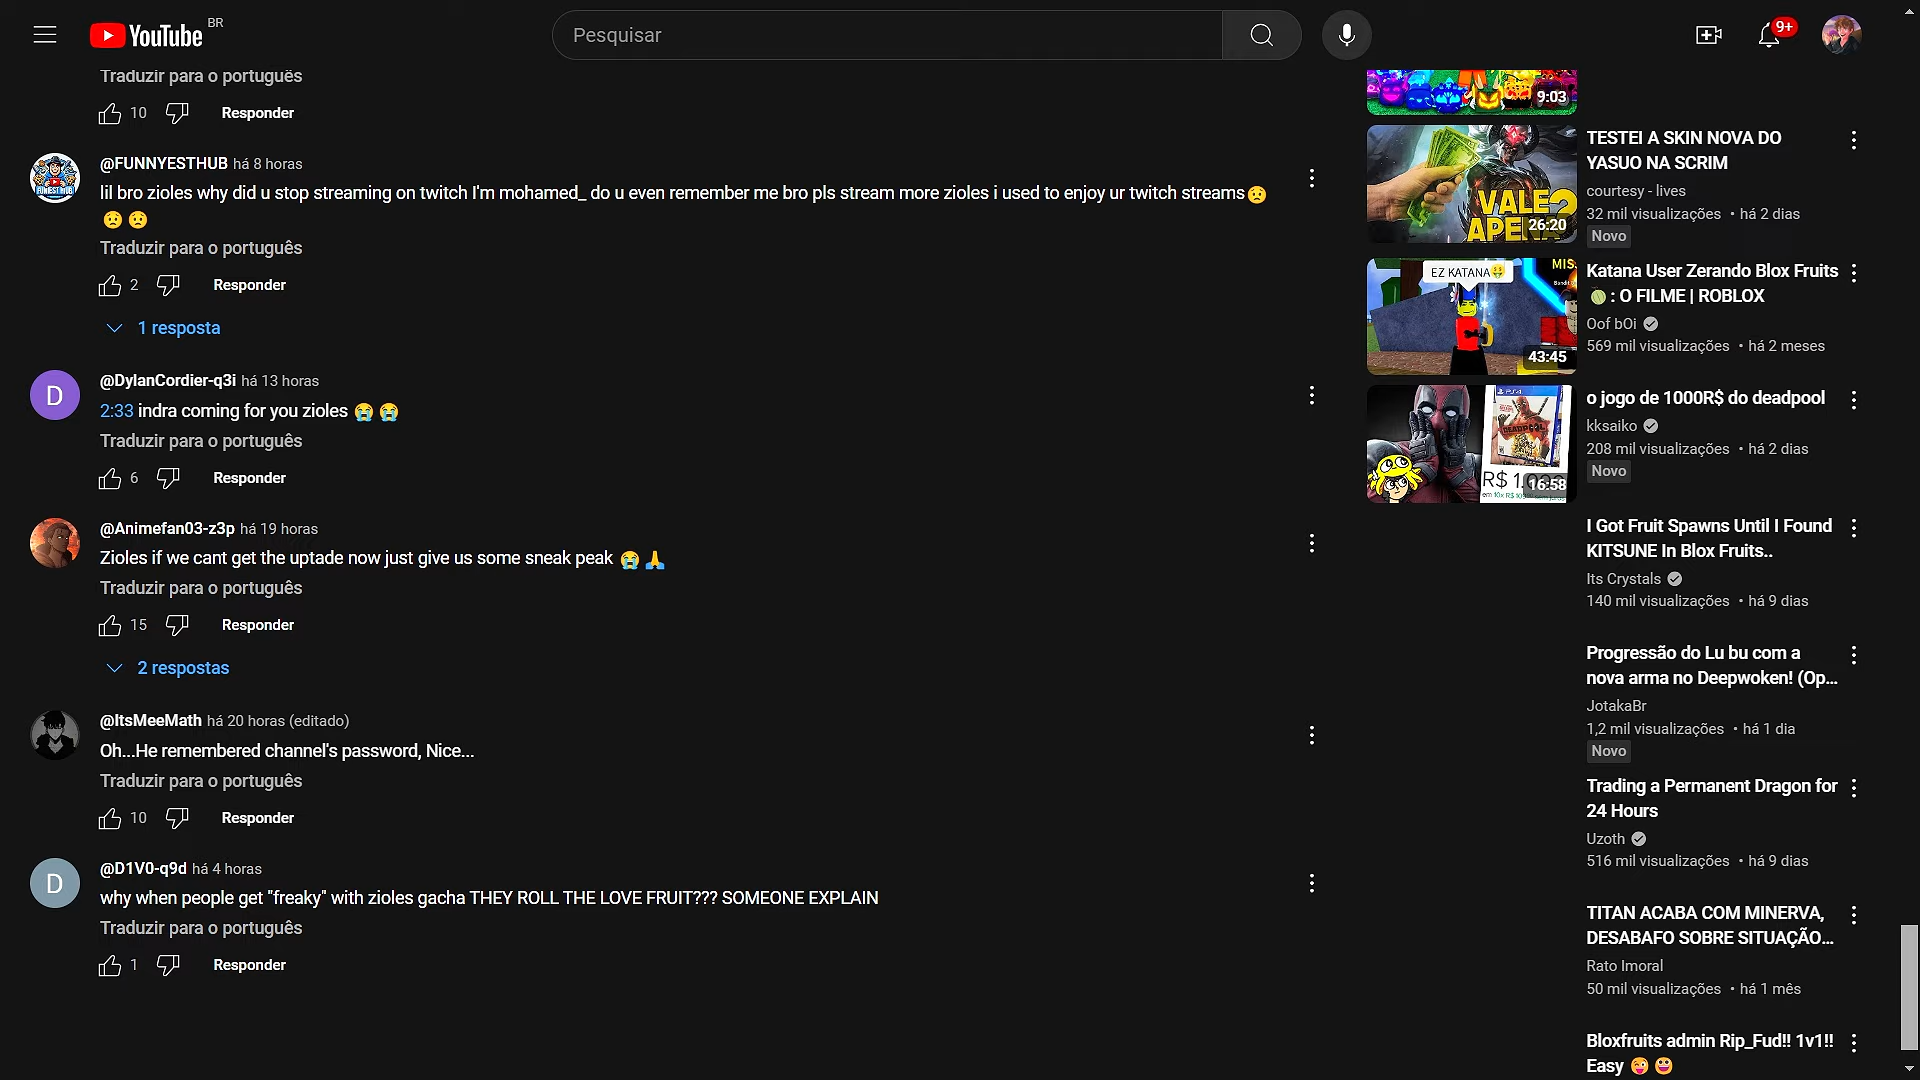 YouTube BR
Pesquisar
9+
Traduzir para o português
10 Responder
@FUNNYESTHUB há 8 horas
lil bro zioles why did u stop streaming on twitch I'm mohamed_ do u even remember me bro pls stream more zioles i used to enjoy ur twitch streams😟
😟😟
Traduzir para o português
2 Responder
1 resposta
@DylanCordier-q3i há 13 horas
2:33 indra coming for you zioles 😭😭
Traduzir para o português
6 Responder
@Animefan03-z3p há 19 horas
Zioles if we cant get the uptade now just give us some sneak peak 😭🙏
Traduzir para o português
15 Responder
2 respostas
@ItsMeeMath há 20 horas (editado)
Oh...He remembered channel's password, Nice...
Traduzir para o português
10 Responder
D
@D1V0-q9d há 4 horas
why when people get "freaky" with zioles gacha THEY ROLL THE LOVE FRUIT??? SOMEONE EXPLAIN
Traduzir para o português
1 Responder
9:03
VALE
APENA?
26:20
TESTEI A SKIN NOVA DO
YASUO NA SCRIM
courtesy - lives
32 mil visualizações • há 2 dias
Novo
EZ KATANA🤑
43:45
Katana User Zerando Blox Fruits
🍈 : O FILME | ROBLOX
Oof bOi
569 mil visualizações • há 2 meses
PS4
DEADPOOL
16:58
o jogo de 1000R$ do deadpool
kksaiko
208 mil visualizações • há 2 dias
Novo
I Got Fruit Spawns Until I Found
KITSUNE In Blox Fruits..
Its Crystals
140 mil visualizações • há 9 dias
Progressão do Lu bu com a
nova arma no Deepwoken! (Op...
JotakaBr
1,2 mil visualizações • há 1 dia
Novo
Trading a Permanent Dragon for
24 Hours
Uzoth
516 mil visualizações • há 9 dias
TITAN ACABA COM MINERVA,
DESABAFO SOBRE SITUAÇÃO...
Rato Imoral
50 mil visualizações • há 1 mês
Bloxfruits admin Rip_Fud!! 1v1!!
Easy 😜😀